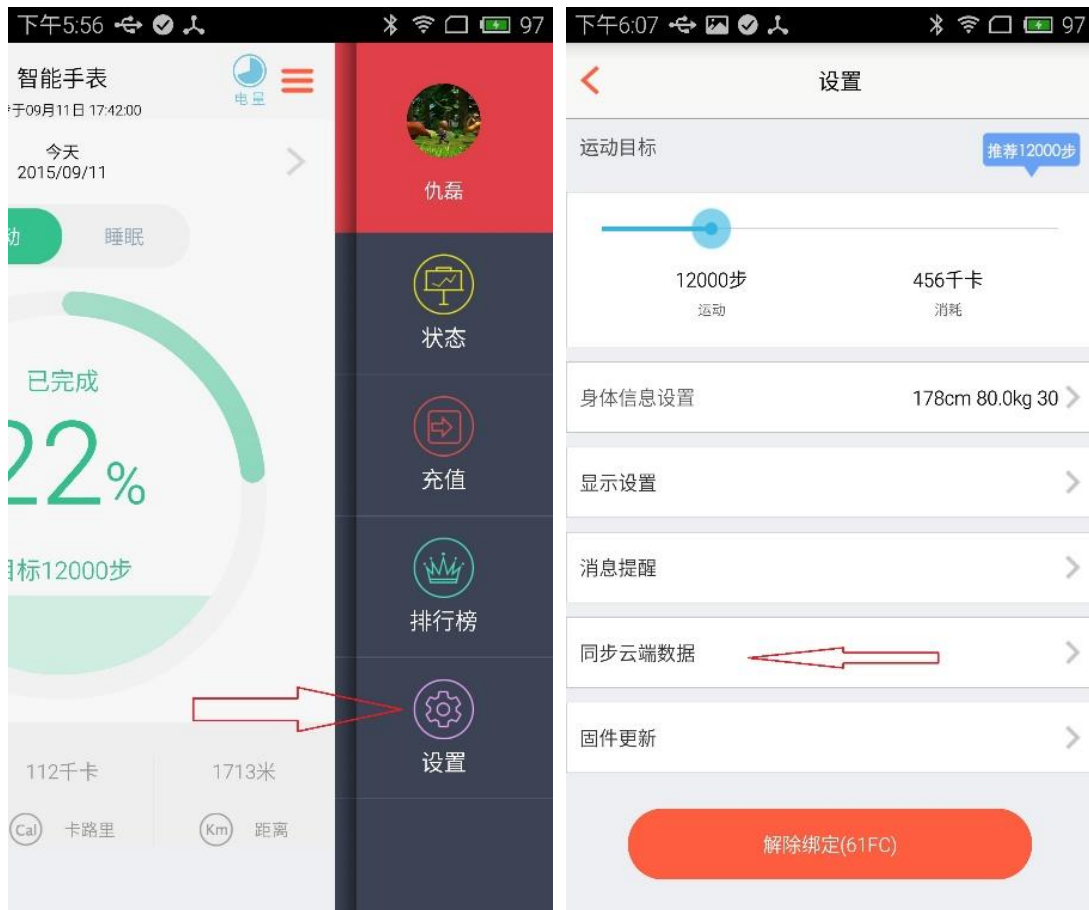 下午5:56
97
智能手表
于09月11日 17:42:00
电量
今天
2015/09/11
睡眠
已完成
22%
标12000步
112千卡
1713米
Cal
卡路里
Km
距离
仇磊
状态
充值
排行榜
设置
下午6:07
97
设置
运动目标
推荐12000步
12000步
456千卡
运动
消耗
身体信息设置
178cm 80.0kg 30
显示设置
消息提醒
同步云端数据
固件更新
解除绑定(61FC)